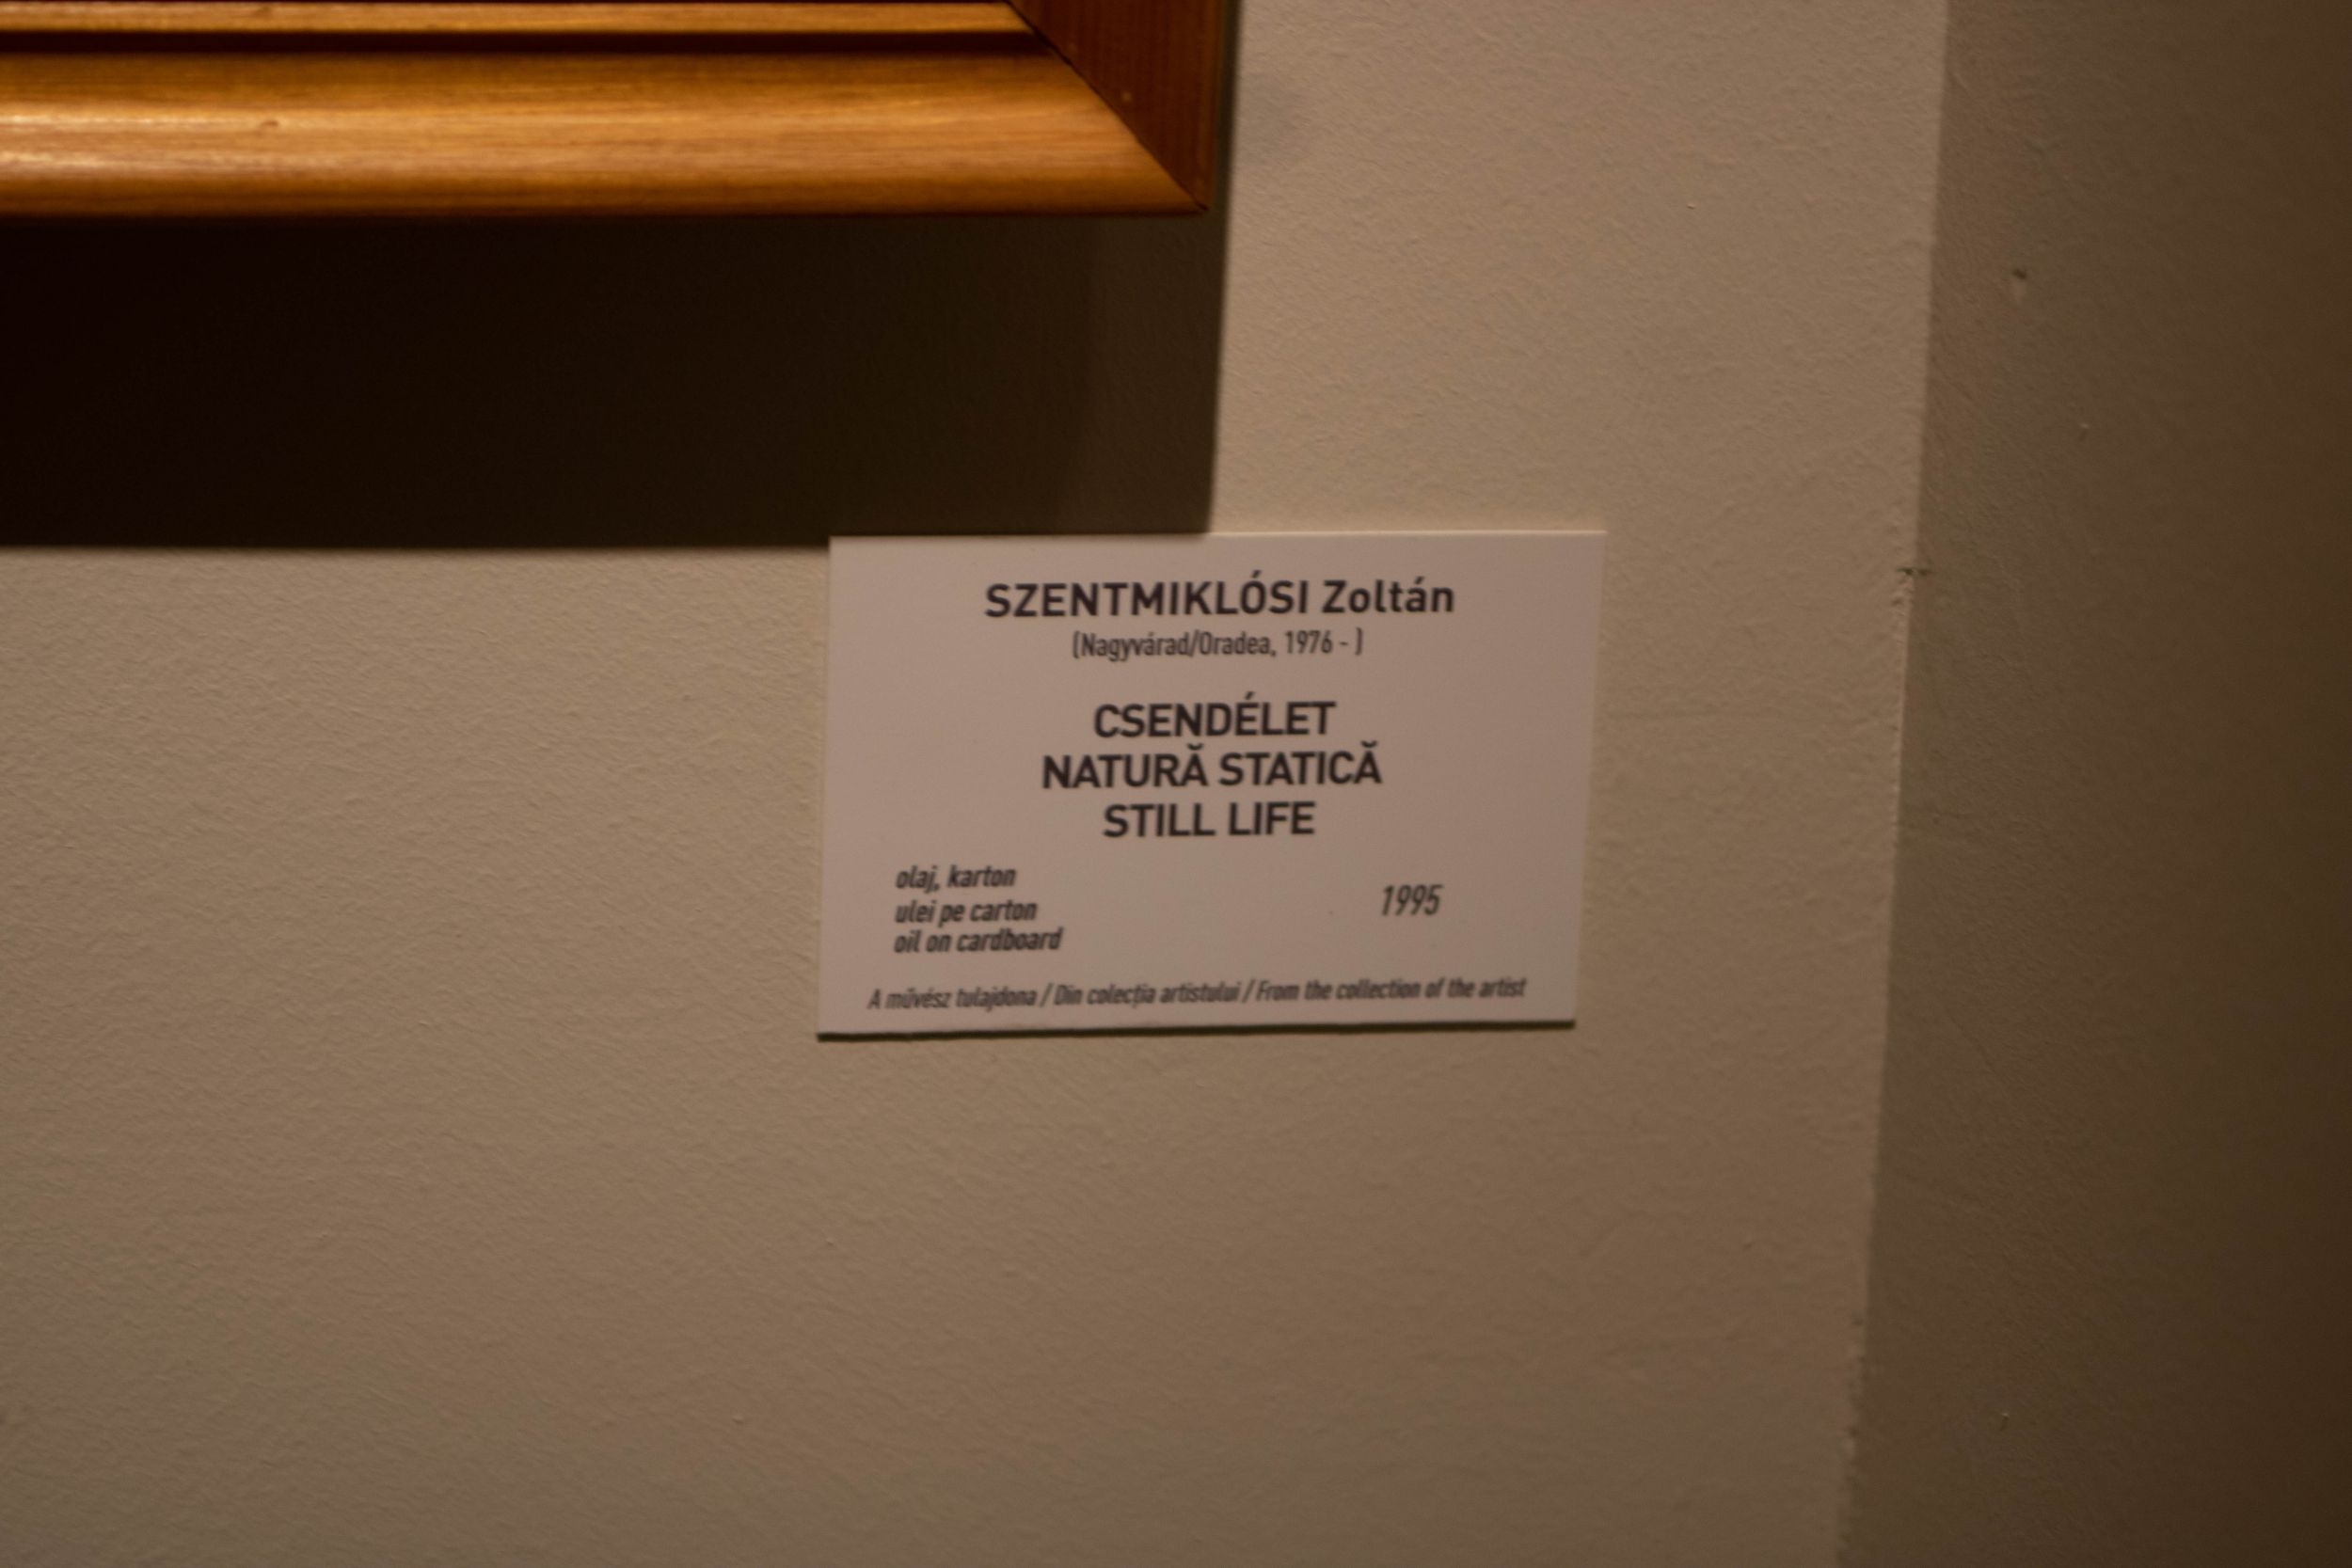 SZENTMIKLÓSI Zoltán
(Nagyvárad/Oradea, 1976 - )
CSENDÉLET
NATURĂ STATICĂ
STILL LIFE
olaj, karton
ulei pe carton
oil on cardboard
1995
A művész tulajdona / Din colecția artistului / From the collection of the artist